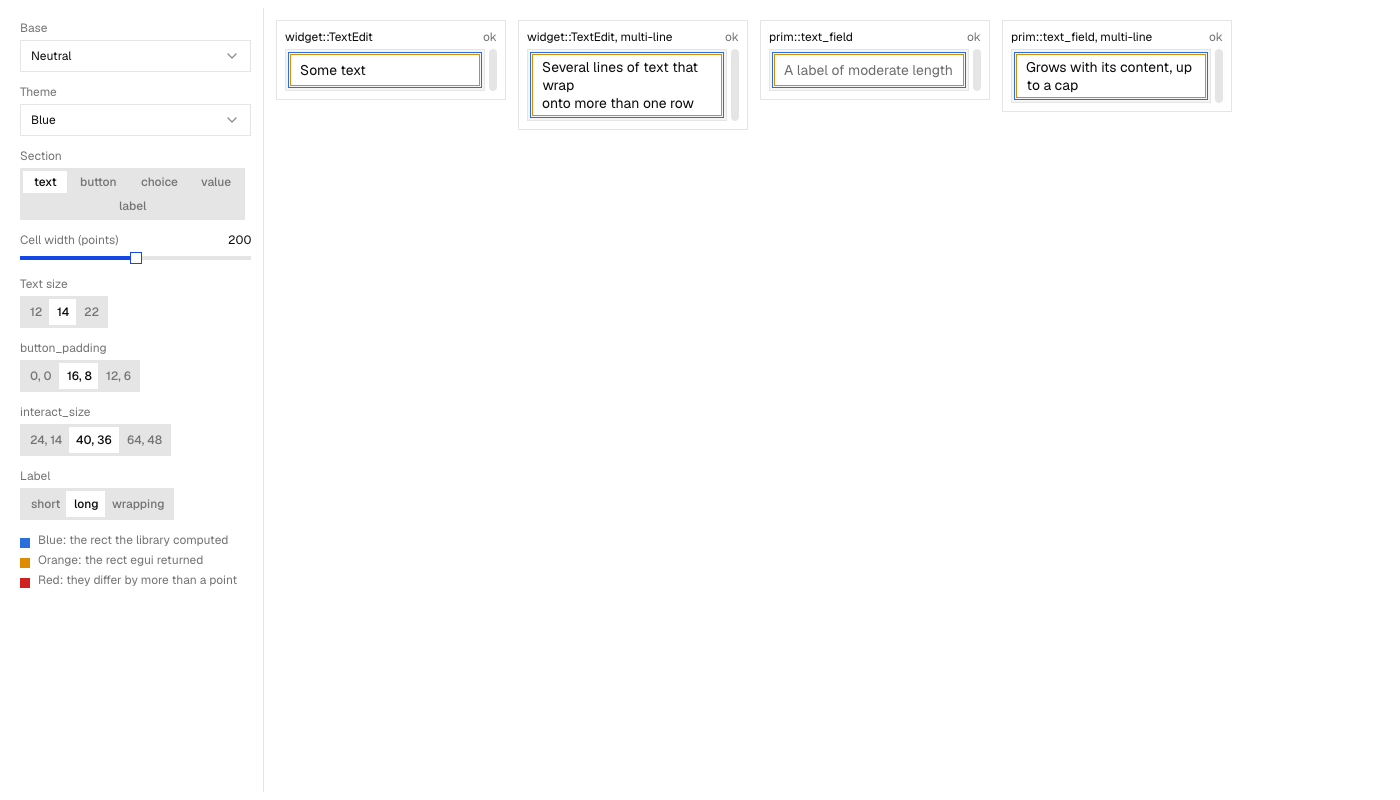 Base
Neutral
Theme
Blue
Section
text button choice value
label
Cell width (points) 200
Text size
12 14 22
button_padding
0, 0 16, 8 12, 6
interact_size
24, 14 40, 36 64, 48
Label
short long wrapping
Blue: the rect the library computed
Orange: the rect egui returned
Red: they differ by more than a point
widget::TextEdit ok
Some text
widget::TextEdit, multi-line ok
Several lines of text that
wrap
onto more than one row
prim::text_field ok
A label of moderate length
prim::text_field, multi-line ok
Grows with its content, up
to a cap